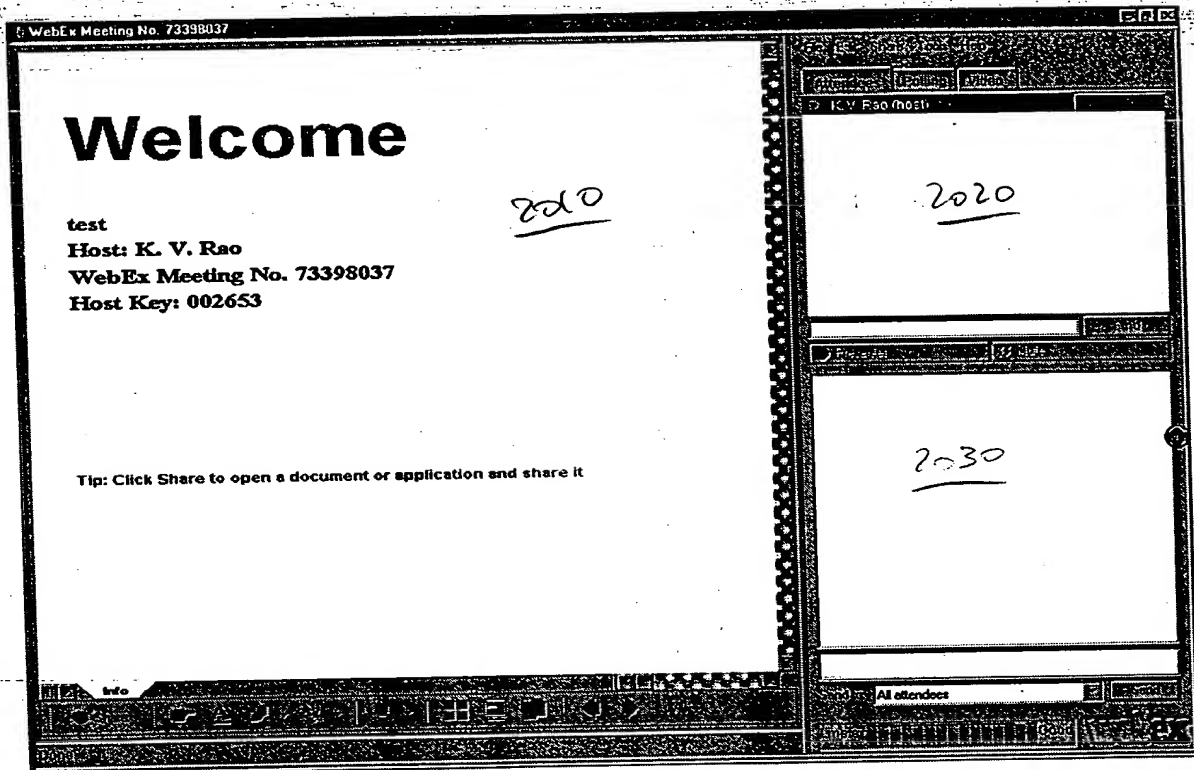 WebEx Meeting No. 73398037
Welcome
test
Host: K. V. Rao
WebEx Meeting No. 73398037
Host Key: 002653
2010
Tip: Click Share to open a document or application and share it
Info
K. V. Rao (host)
2020
2030
All attendees